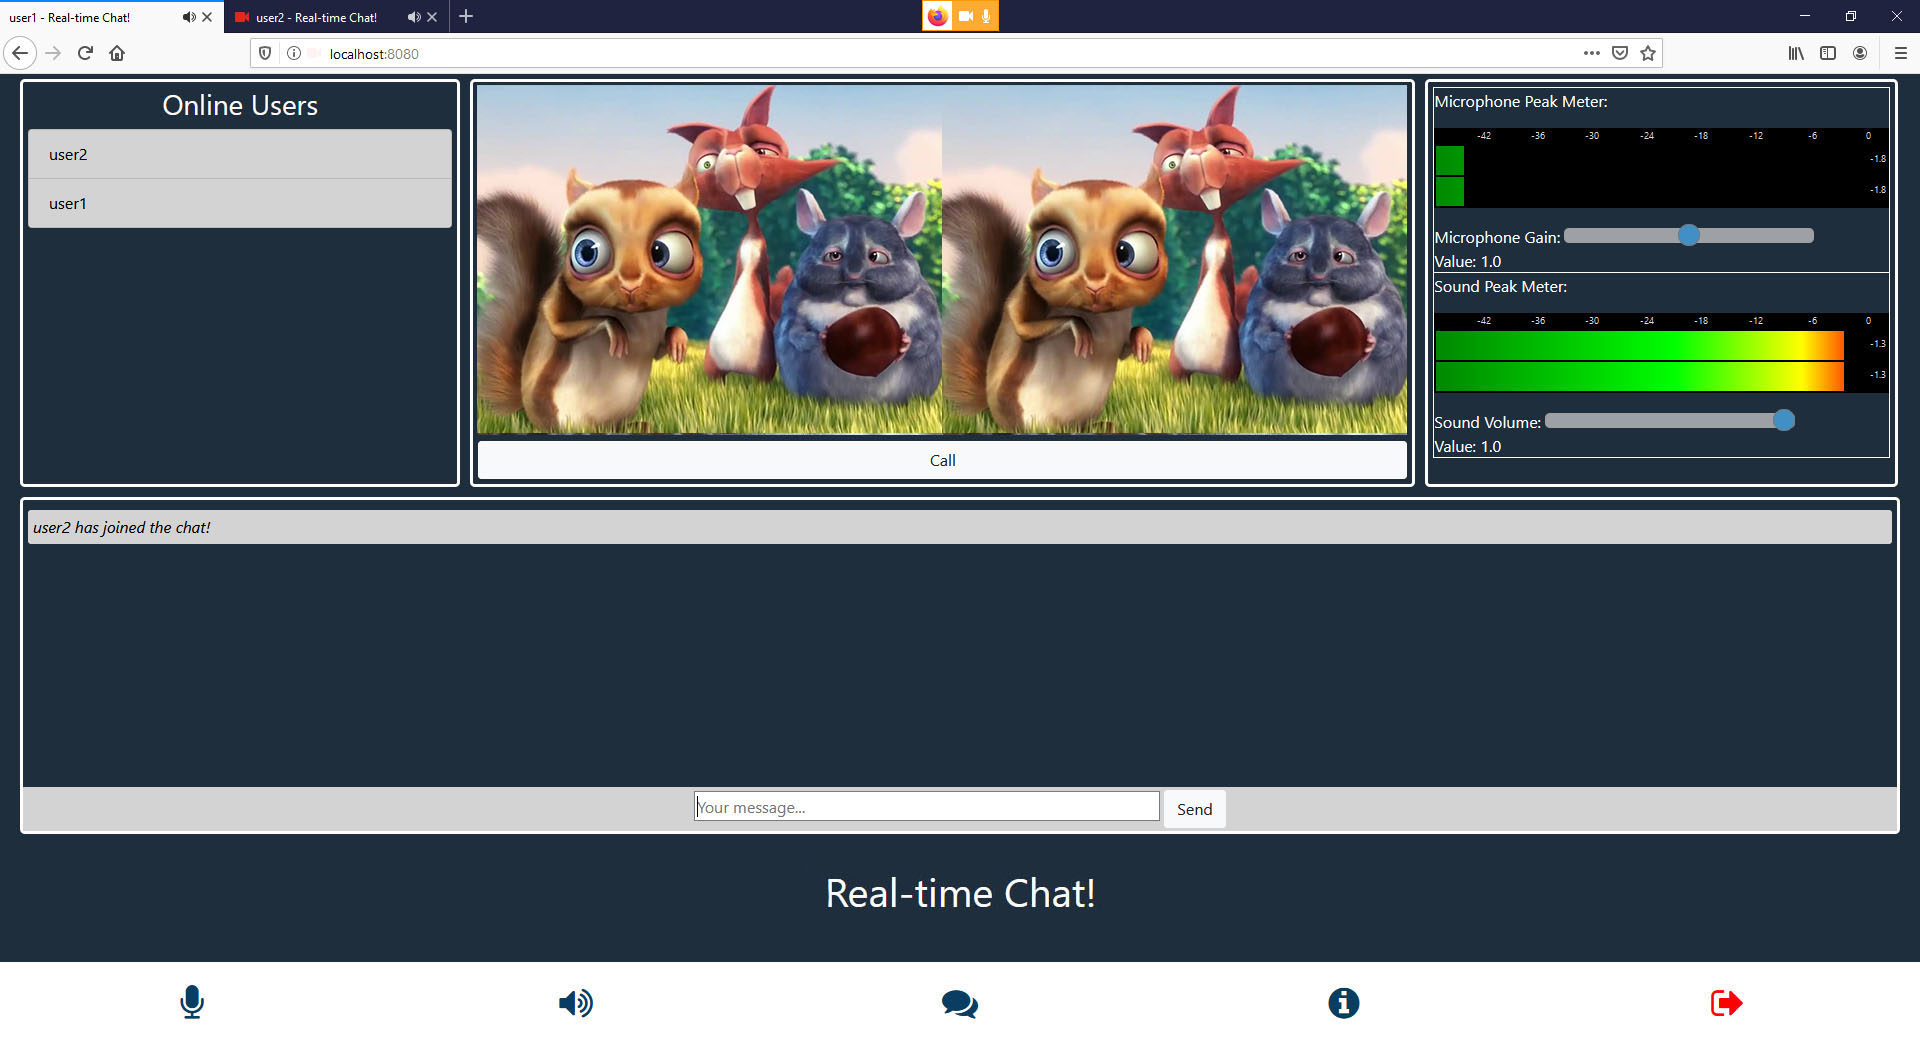 user1 - Real-time Chat!
user2 - Real-time Chat!
localhost:8080
Online Users
user2
user1
Call
Microphone Peak Meter:
-42 -36 -30 -24 -18 -12 -6 0
-1.8
-1.8
Microphone Gain:
Value: 1.0
Sound Peak Meter:
-42 -36 -30 -24 -18 -12 -6 0
-1.3
-1.3
Sound Volume:
Value: 1.0
user2 has joined the chat!
Your message...
Send
Real-time Chat!